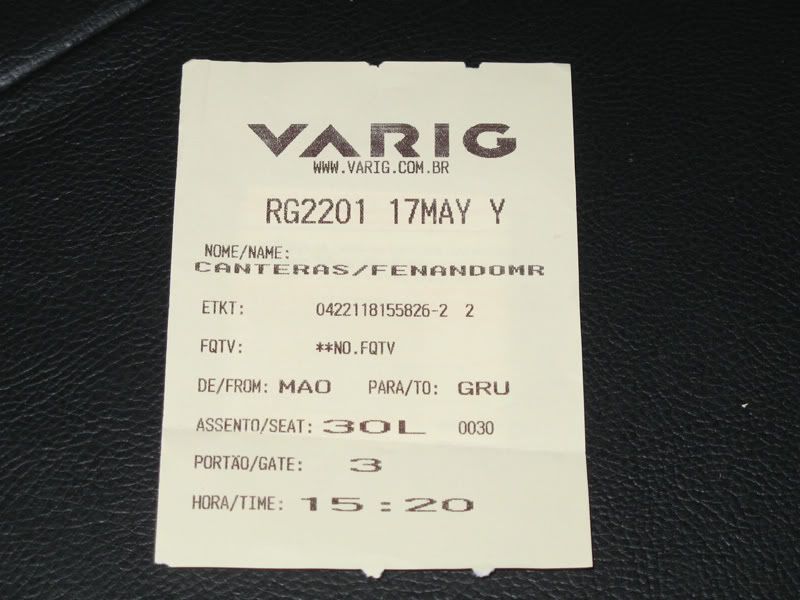 VARIG
WWW.VARIG.COM.BR
RG2201 17MAY Y
NOME/NAME:
CANTERAS/FENANDOMR
ETKT: 0422118155826-2 2
FQTV: **NO.FQTV
DE/FROM: MAO PARA/TO: GRU
ASSENTO/SEAT: 30L 0030
PORTÃO/GATE: 3
HORA/TIME: 15:20